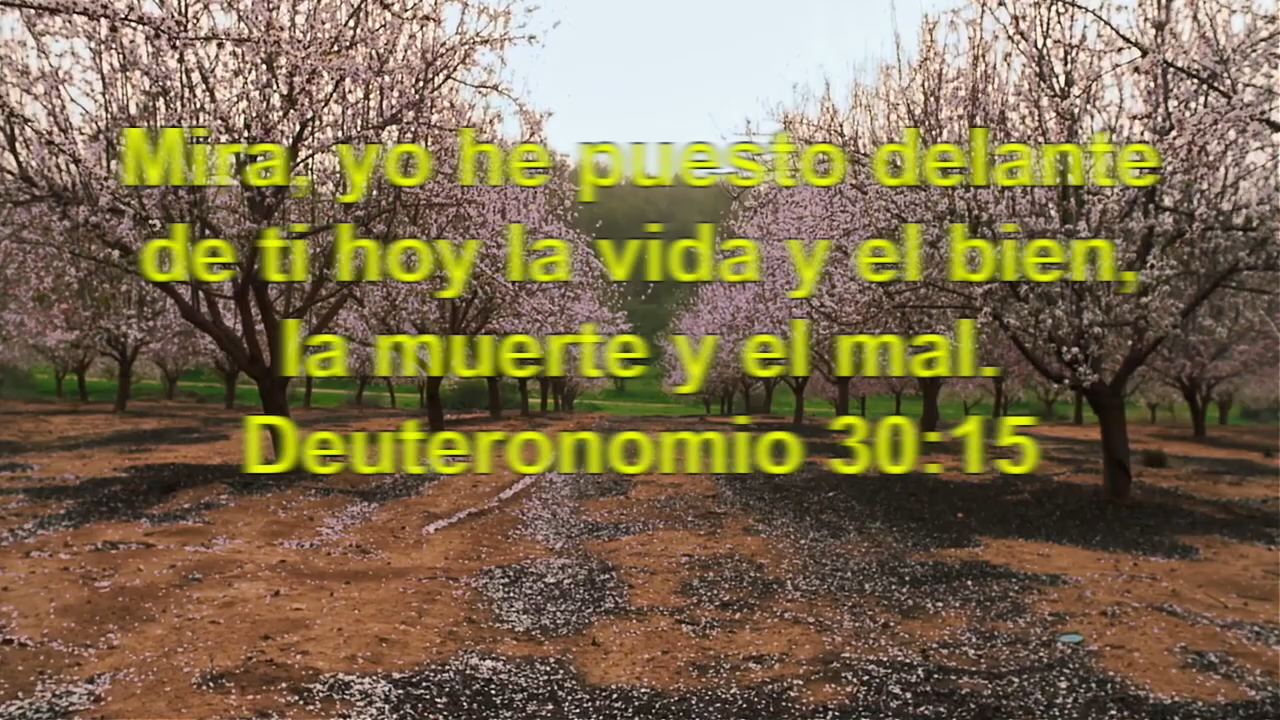 Mira, yo he puesto delante
de ti hoy la vida y el bien,
la muerte y el mal.
Deuteronomio 30:15